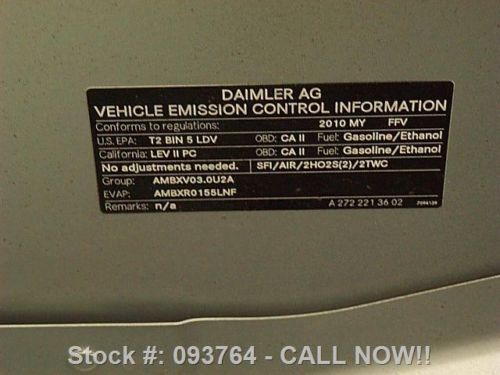 DAIMLER AG
VEHICLE EMISSION CONTROL INFORMATION
Conforms to regulations: 2010 MY FFV
U.S. EPA: T2 BIN 5 LDV OBD: CA II Fuel: Gasoline/Ethanol
California: LEV II PC OBD: CA II Fuel: Gasoline/Ethanol
No adjustments needed. SFI/AIR/2HO2S(2)/2TWC
Group: AMBXV03.0U2A
EVAP: AMBXR0155LNF
Remarks: n/a A 272 221 36 02
Stock #: 093764 - CALL NOW!!